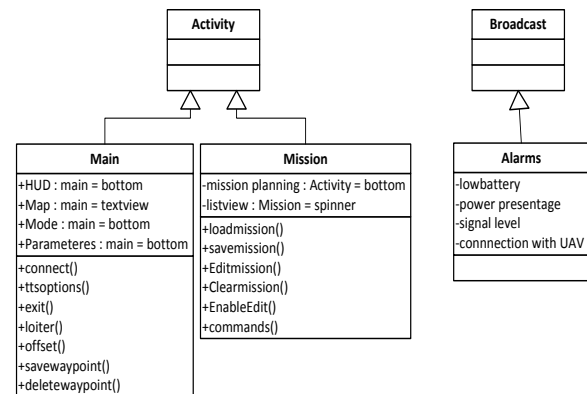 Activity
Broadcast
Main
+HUD : main = bottom
+Map : main = textview
+Mode : main = bottom
+Parameteres : main = bottom
+connect()
+ttsoptions()
+exit()
+loiter()
+offset()
+savewaypoint()
+deletewaypoint()
Mission
-mission planning : Activity = bottom
-listview : Mission = spinner
+loadmission()
+savemission()
+Editmission()
+Clearmission()
+EnableEdit()
+commands()
Alarms
-lowbattery
-power presentage
-signal level
-connnection with UAV